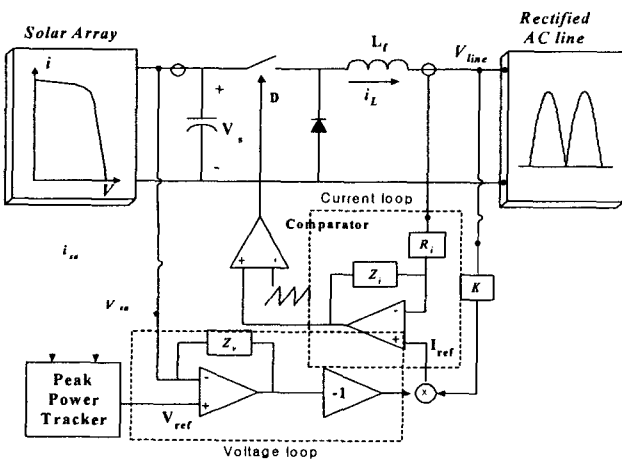 Solar Array
i
V
+
V s
-
D
L f
i L
V line
Rectified
AC line
Current loop
Comparator
+
-
R i
Z i
K
-
+
I ref
i sa
V sa
Z v
-
+
V ref
-1
x
Peak
Power
Tracker
Voltage loop